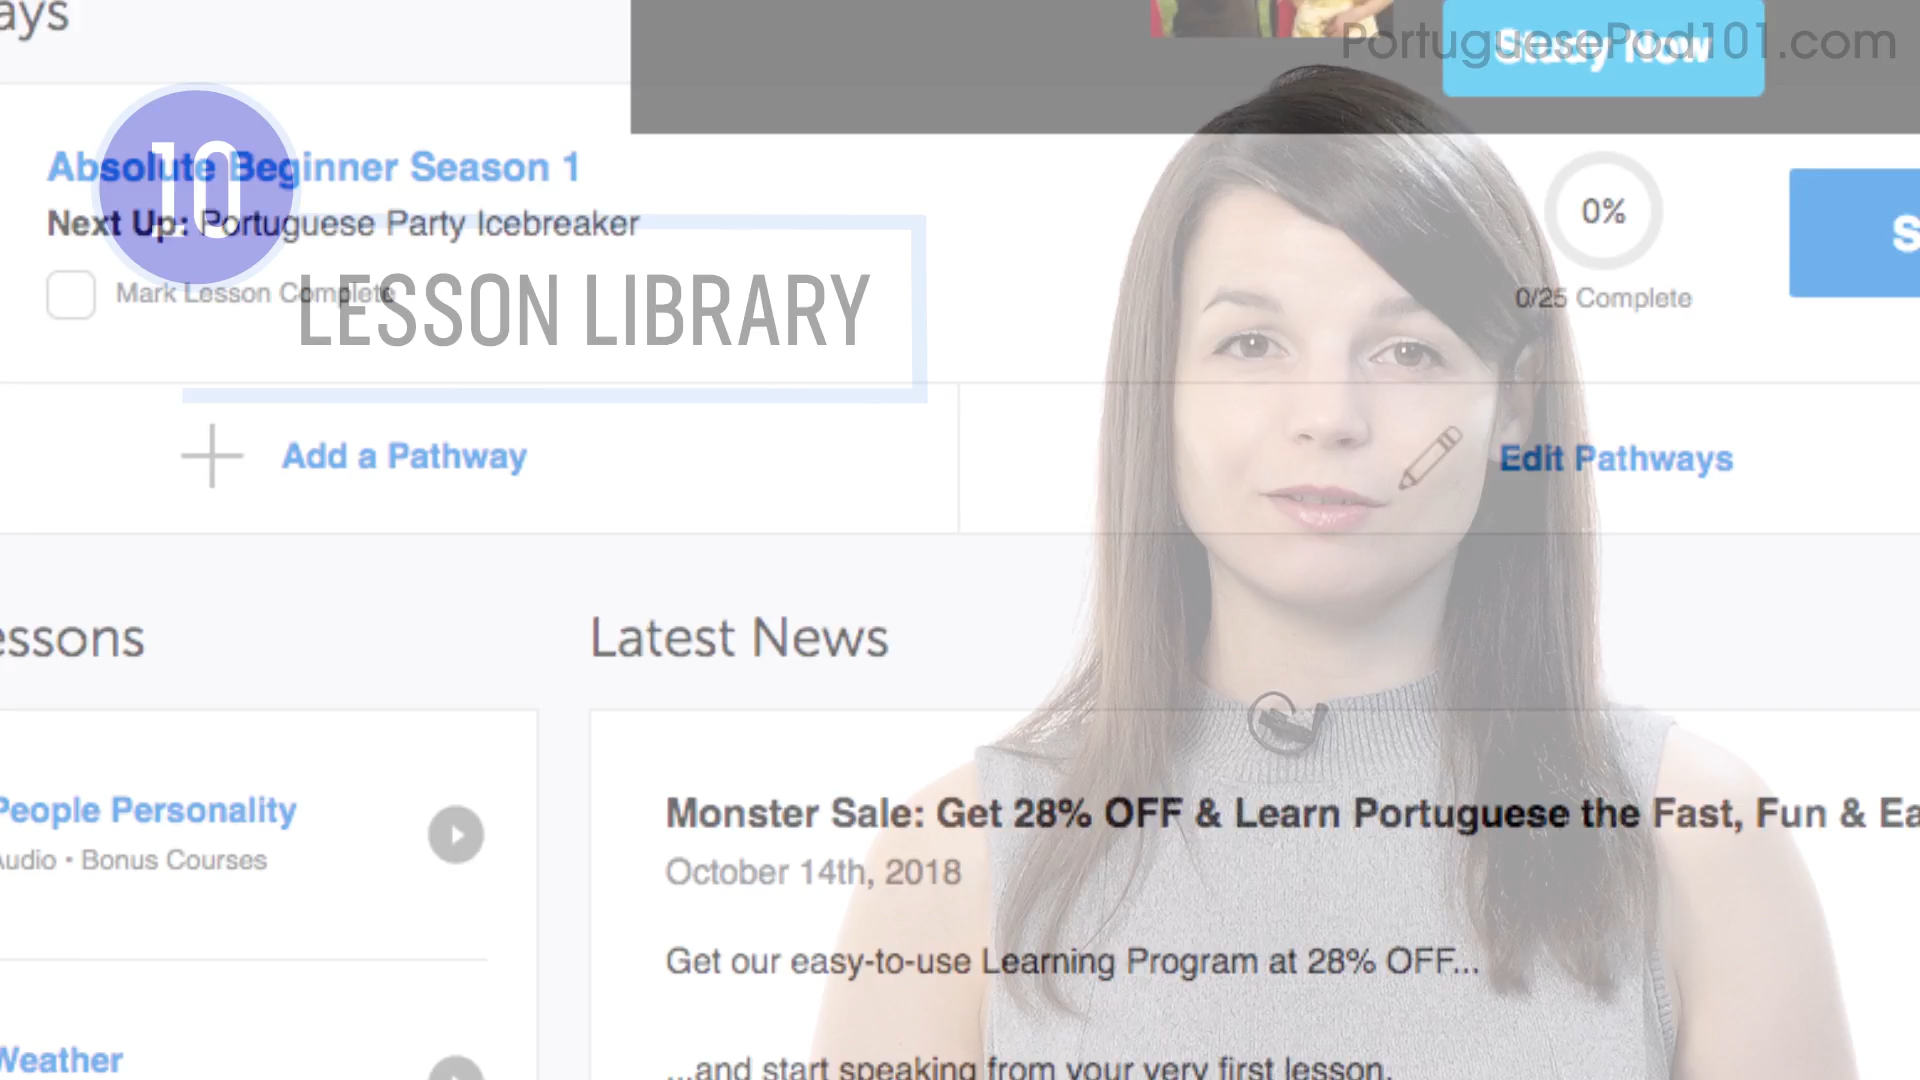 ays
PortuguesePod101.com
Study Now
10
Absolute Beginner Season 1
Next Up: Portuguese Party Icebreaker
Mark Lesson Complete
LESSON LIBRARY
0%
0/25 Complete
S
Add a Pathway
Edit Pathways
essons
Latest News
People Personality
Audio • Bonus Courses
Weather
Monster Sale: Get 28% OFF & Learn Portuguese the Fast, Fun & Ea
October 14th, 2018
Get our easy-to-use Learning Program at 28% OFF...
...and start speaking from your very first lesson.